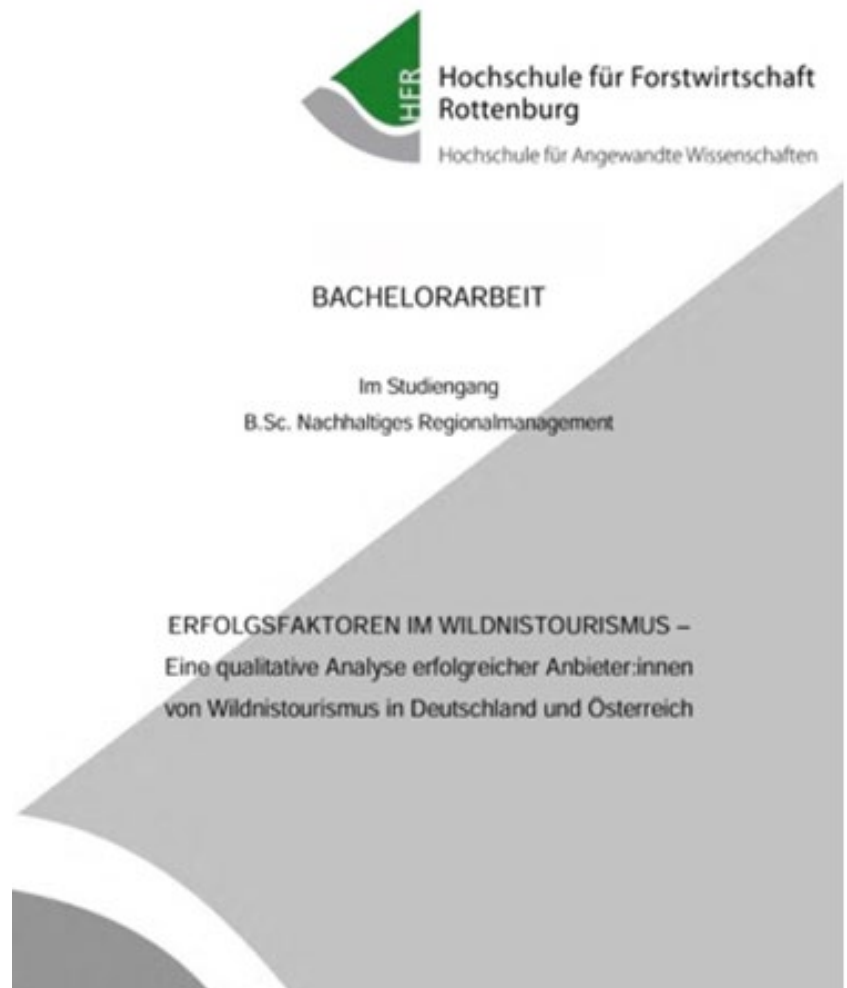 HFR
Hochschule für Forstwirtschaft
Rottenburg
Hochschule für Angewandte Wissenschaften
BACHELORARBEIT
Im Studiengang
B.Sc. Nachhaltiges Regionalmanagement
ERFOLGSFAKTOREN IM WILDNISTOURISMUS –
Eine qualitative Analyse erfolgreicher Anbieter:innen
von Wildnistourismus in Deutschland und Österreich